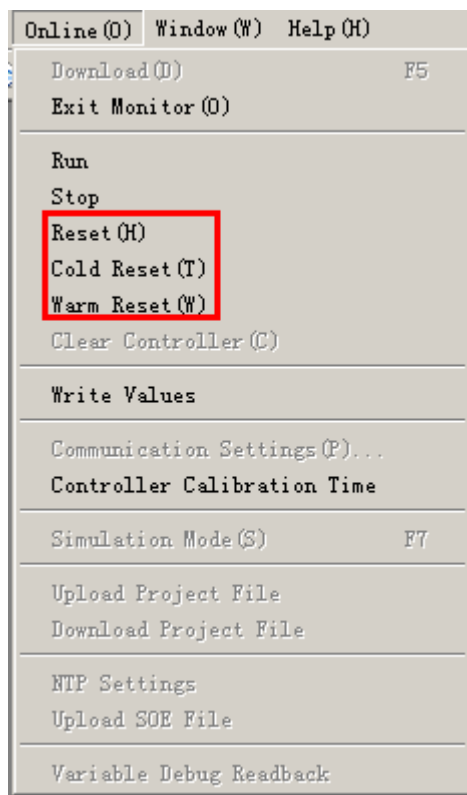 Online(O) Window(W) Help(H)
Download(D) F5
Exit Monitor(O)
Run
Stop
Reset(H)
Cold Reset(T)
Warm Reset(W)
Clear Controller(C)
Write Values
Communication Settings(P)...
Controller Calibration Time
Simulation Mode(S) F7
Upload Project File
Download Project File
NTP Settings
Upload SOE File
Variable Debug Readback